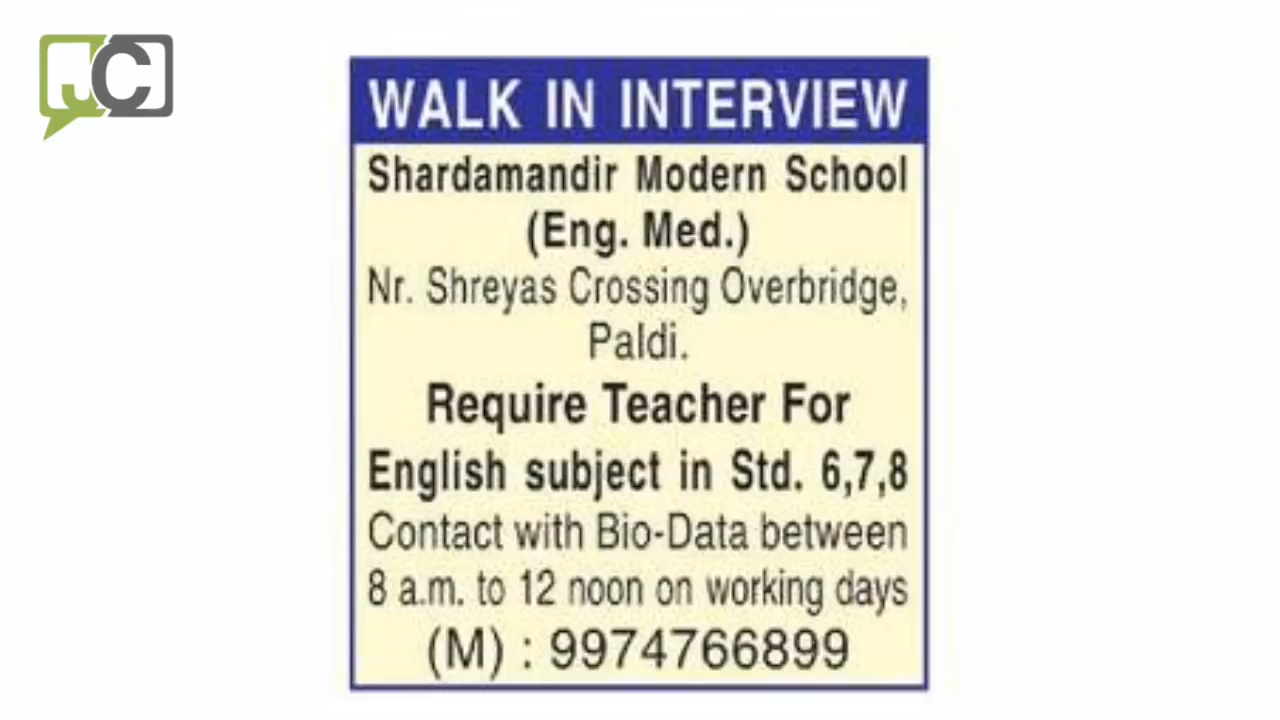 JC
WALK IN INTERVIEW
Shardamandir Modern School
(Eng. Med.)
Nr. Shreyas Crossing Overbridge,
Paldi.
Require Teacher For
English subject in Std. 6,7,8
Contact with Bio-Data between
8 a.m. to 12 noon on working days
(M) : 9974766899